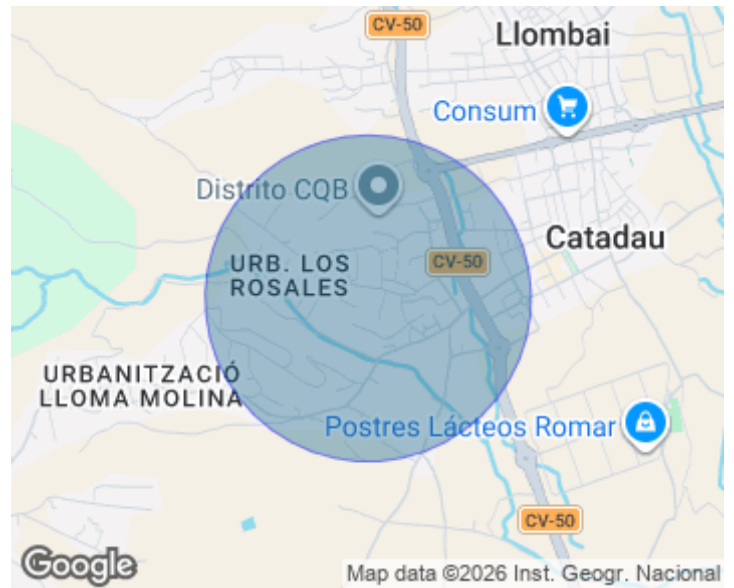 CV-50
Llombai
Consum
Distrito CQB
Catadau
CV-50
URB. LOS
ROSALES
URBANITZACIÓ
LLOMA MOLINA
Postres Lácteos Romar
CV-50
Google
Map data ©2026 Inst. Geogr. Nacional